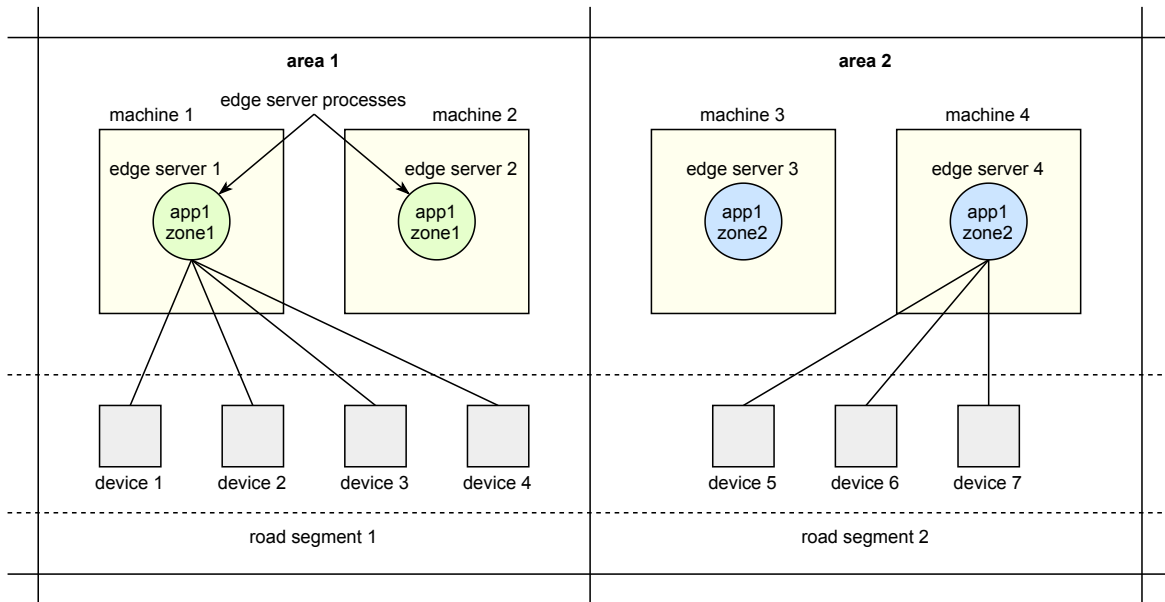 area 1
area 2
edge server processes
machine 1
machine 2
machine 3
machine 4
edge server 1
edge server 2
edge server 3
edge server 4
app1
zone1
app1
zone1
app1
zone2
app1
zone2
device 1
device 2
device 3
device 4
device 5
device 6
device 7
road segment 1
road segment 2